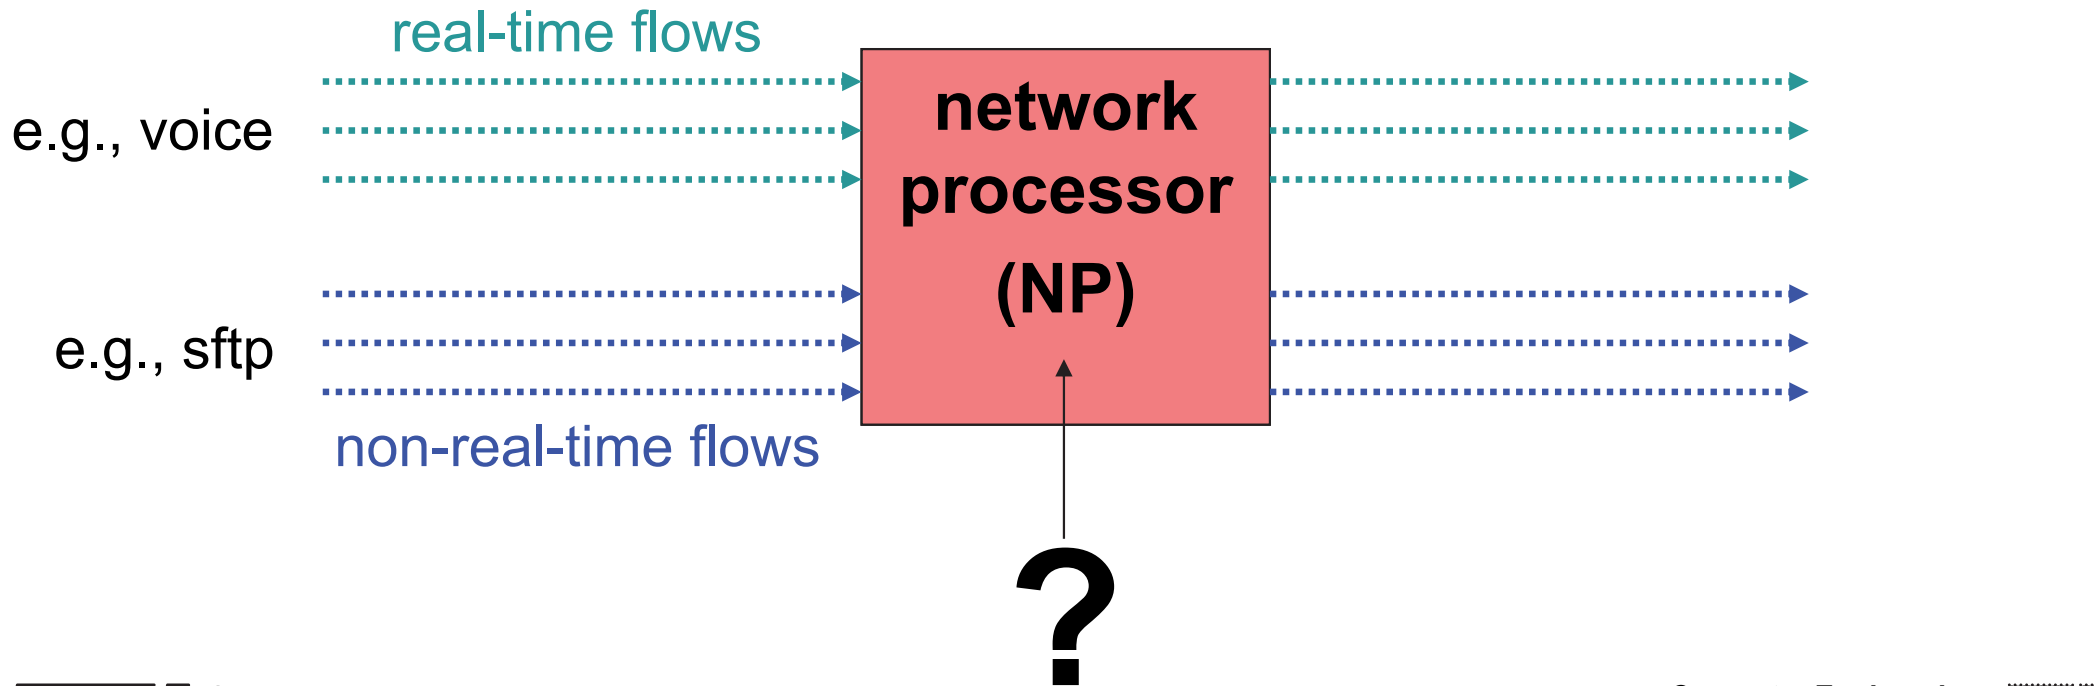 real-time flows
e.g., voice
network
processor
(NP)
e.g., sftp
non-real-time flows
?